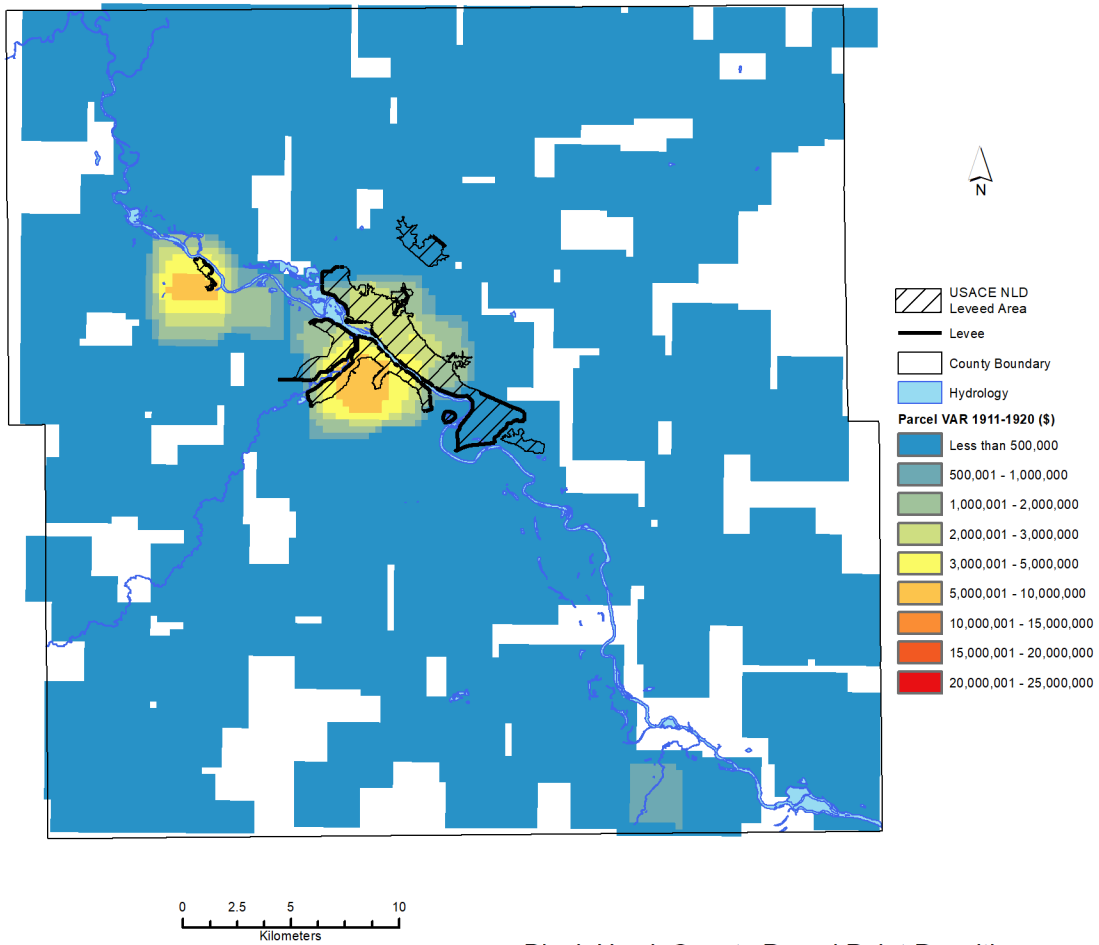 N
USACE NLD
Leveed Area
Levee
County Boundary
Hydrology
Parcel VAR 1911-1920 ($)
Less than 500,000
500,001 - 1,000,000
1,000,001 - 2,000,000
2,000,001 - 3,000,000
3,000,001 - 5,000,000
5,000,001 - 10,000,000
10,000,001 - 15,000,000
15,000,001 - 20,000,000
20,000,001 - 25,000,000
0 2.5 5 10
Kilometers